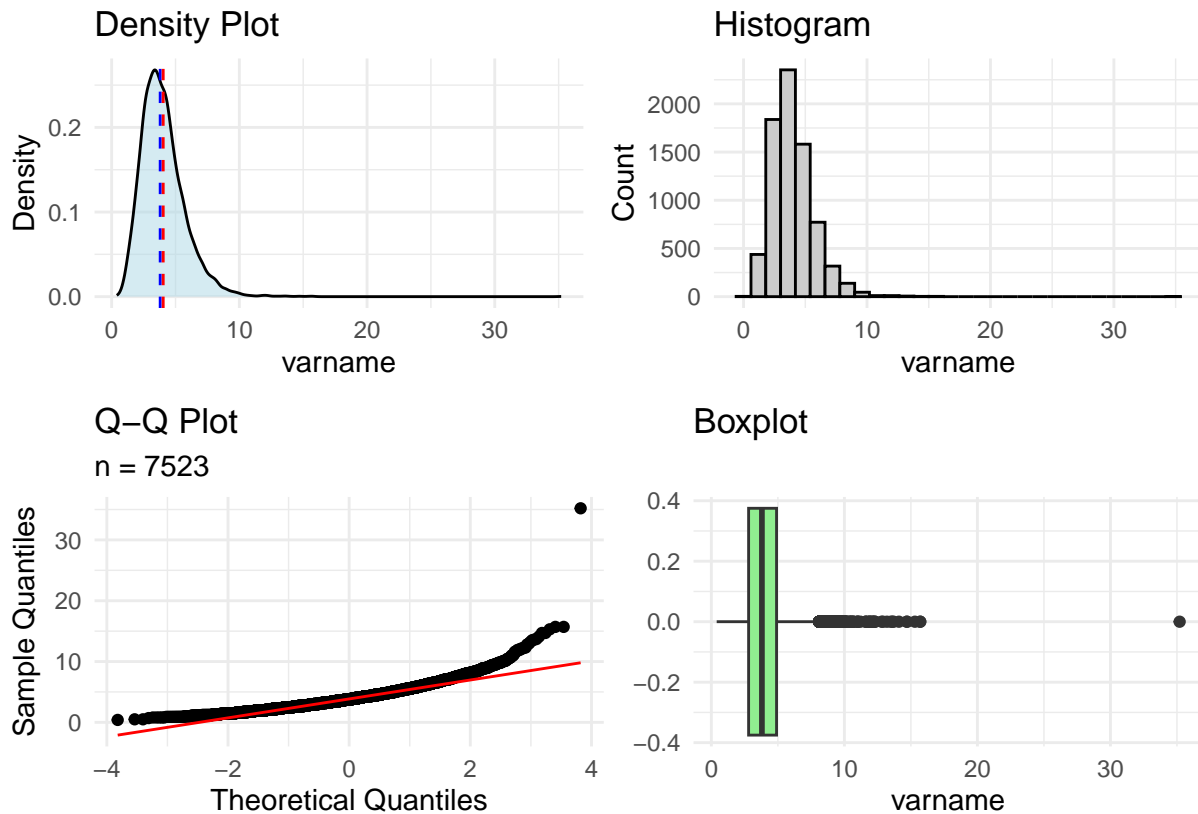 Density Plot
Density
0.2
0.1
0.0
0 10 20 30
varname
Histogram
Count
2000
1500
1000
500
0
0 10 20 30
varname
Q−Q Plot
n = 7523
Sample Quantiles
30
20
10
0
−4 −2 0 2 4
Theoretical Quantiles
Boxplot
0.4
0.2
0.0
−0.2
−0.4
0 10 20 30
varname